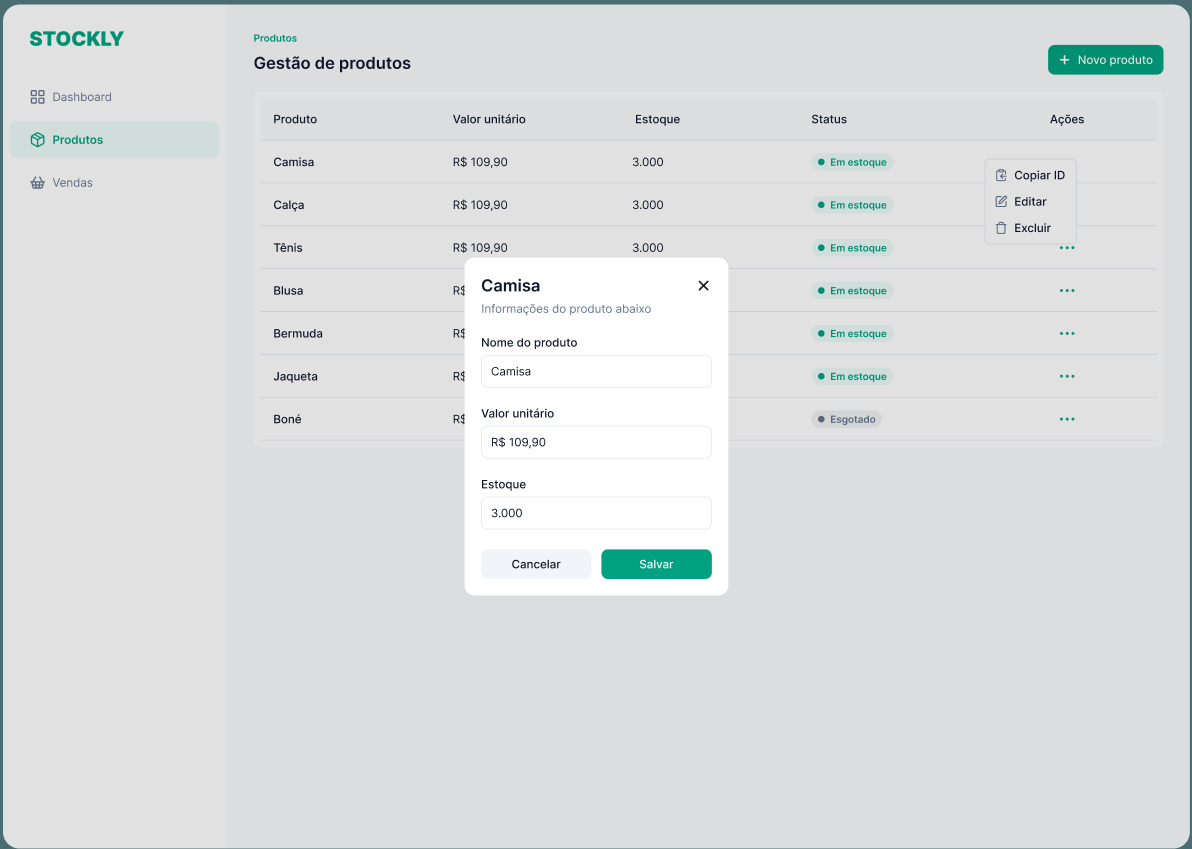 STOCKLY
Dashboard
Produtos
Vendas
Produtos
Gestão de produtos
+ Novo produto
Produto Valor unitário Estoque Status Ações
Camisa R$ 109,90 3.000 Em estoque
Calça R$ 109,90 3.000 Em estoque
Tênis R$ 109,90 3.000 Em estoque
Blusa R$ Em estoque
Bermuda R$ Em estoque
Jaqueta R$ Em estoque
Boné R$ Esgotado
Copiar ID
Editar
Excluir
Camisa
Informações do produto abaixo
Nome do produto
Camisa
Valor unitário
R$ 109,90
Estoque
3.000
Cancelar Salvar